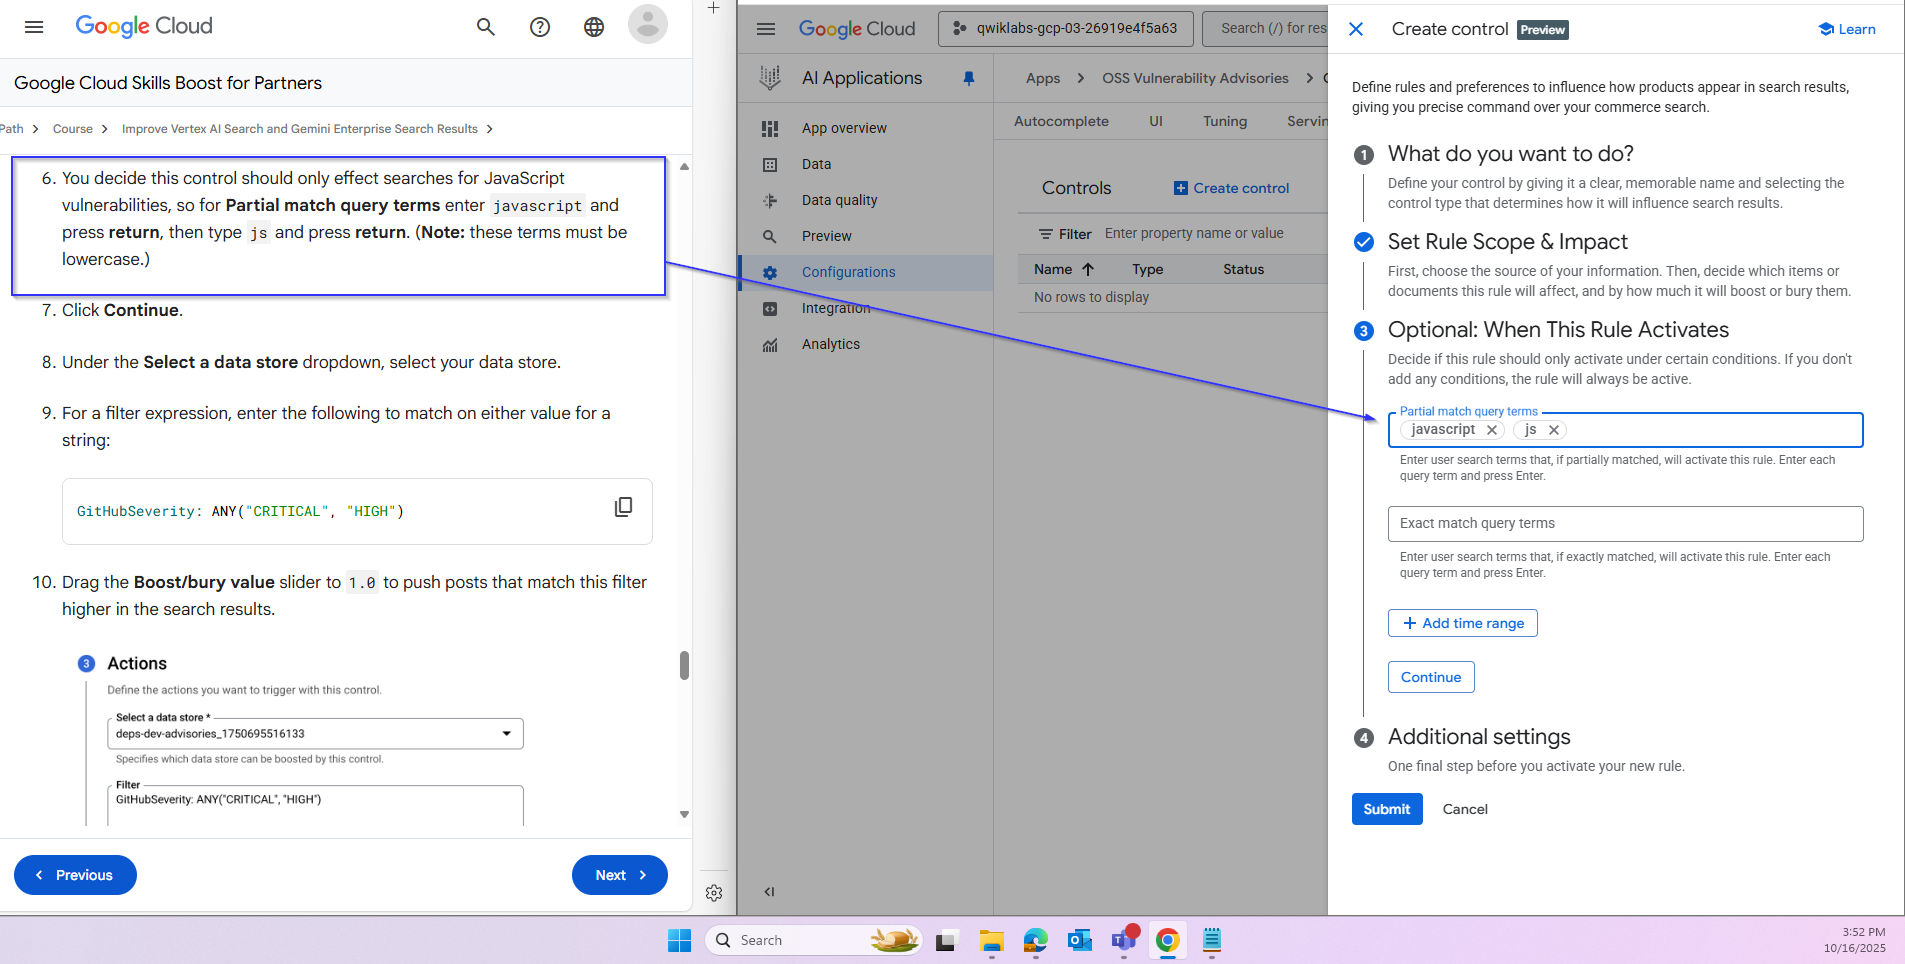 Google Cloud
Google Cloud Skills Boost for Partners
Path > Course > Improve Vertex AI Search and Gemini Enterprise Search Results >
6. You decide this control should only effect searches for JavaScript
vulnerabilities, so for Partial match query terms enter javascript and
press return, then type js and press return. (Note: these terms must be
lowercase.)
7. Click Continue.
8. Under the Select a data store dropdown, select your data store.
9. For a filter expression, enter the following to match on either value for a
string:
GitHubSeverity: ANY("CRITICAL", "HIGH")
10. Drag the Boost/bury value slider to 1.0 to push posts that match this filter
higher in the search results.
3 Actions
Define the actions you want to trigger with this control.
Select a data store *
deps-dev-advisories_1750695516133
Specifies which data store can be boosted by this control.
Filter
GitHubSeverity: ANY("CRITICAL", "HIGH")
Previous
Next
Google Cloud
qwiklabs-gcp-03-26919e4f5a63
Search (/) for res
AI Applications
Apps > OSS Vulnerability Advisories >
App overview
Data
Data quality
Preview
Configurations
Integration
Analytics
Autocomplete UI Tuning Servin
Controls
Create control
Filter Enter property name or value
Name Type Status
No rows to display
Create control Preview
Learn
Define rules and preferences to influence how products appear in search results,
giving you precise command over your commerce search.
1 What do you want to do?
Define your control by giving it a clear, memorable name and selecting the
control type that determines how it will influence search results.
Set Rule Scope & Impact
First, choose the source of your information. Then, decide which items or
documents this rule will affect, and by how much it will boost or bury them.
3 Optional: When This Rule Activates
Decide if this rule should only activate under certain conditions. If you don't
add any conditions, the rule will always be active.
Partial match query terms
javascript js
Enter user search terms that, if partially matched, will activate this rule. Enter each
query term and press Enter.
Exact match query terms
Enter user search terms that, if exactly matched, will activate this rule. Enter each
query term and press Enter.
+ Add time range
Continue
4 Additional settings
One final step before you activate your new rule.
Submit
Cancel
Search
3:52 PM
10/16/2025